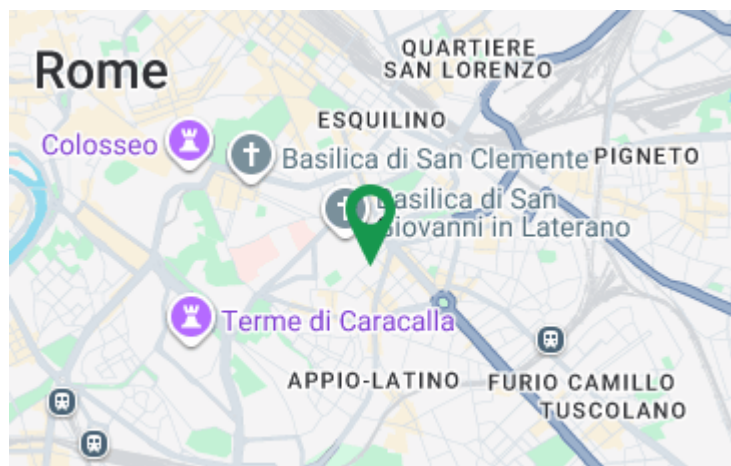 Rome
QUARTIERE
SAN LORENZO
ESQUILINO
Colosseo
Basilica di San Clemente
PIGNETO
Basilica di San
Giovanni in Laterano
Terme di Caracalla
APPIO-LATINO
FURIO CAMILLO
TUSCOLANO